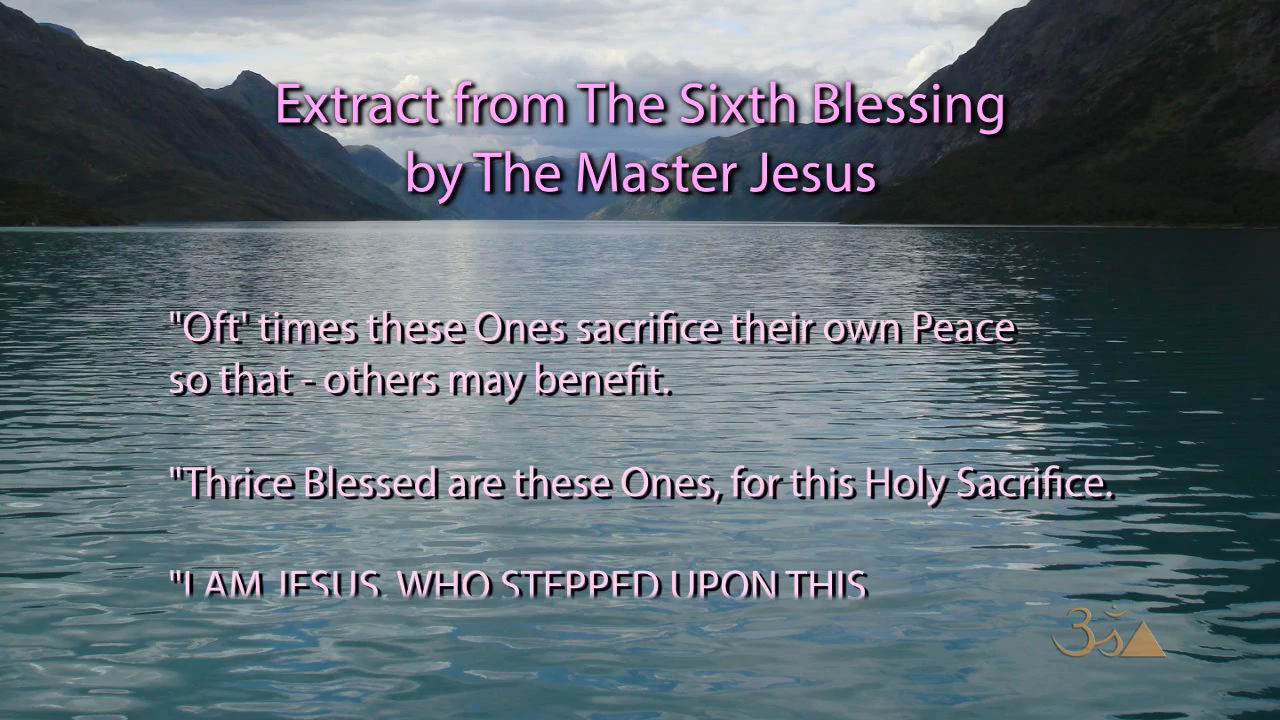 Extract from The Sixth Blessing
by The Master Jesus
"Oft' times these Ones sacrifice their own Peace
so that - others may benefit.
"Thrice Blessed are these Ones, for this Holy Sacrifice.
"I AM JESUS, WHO STEPPED UPON THIS